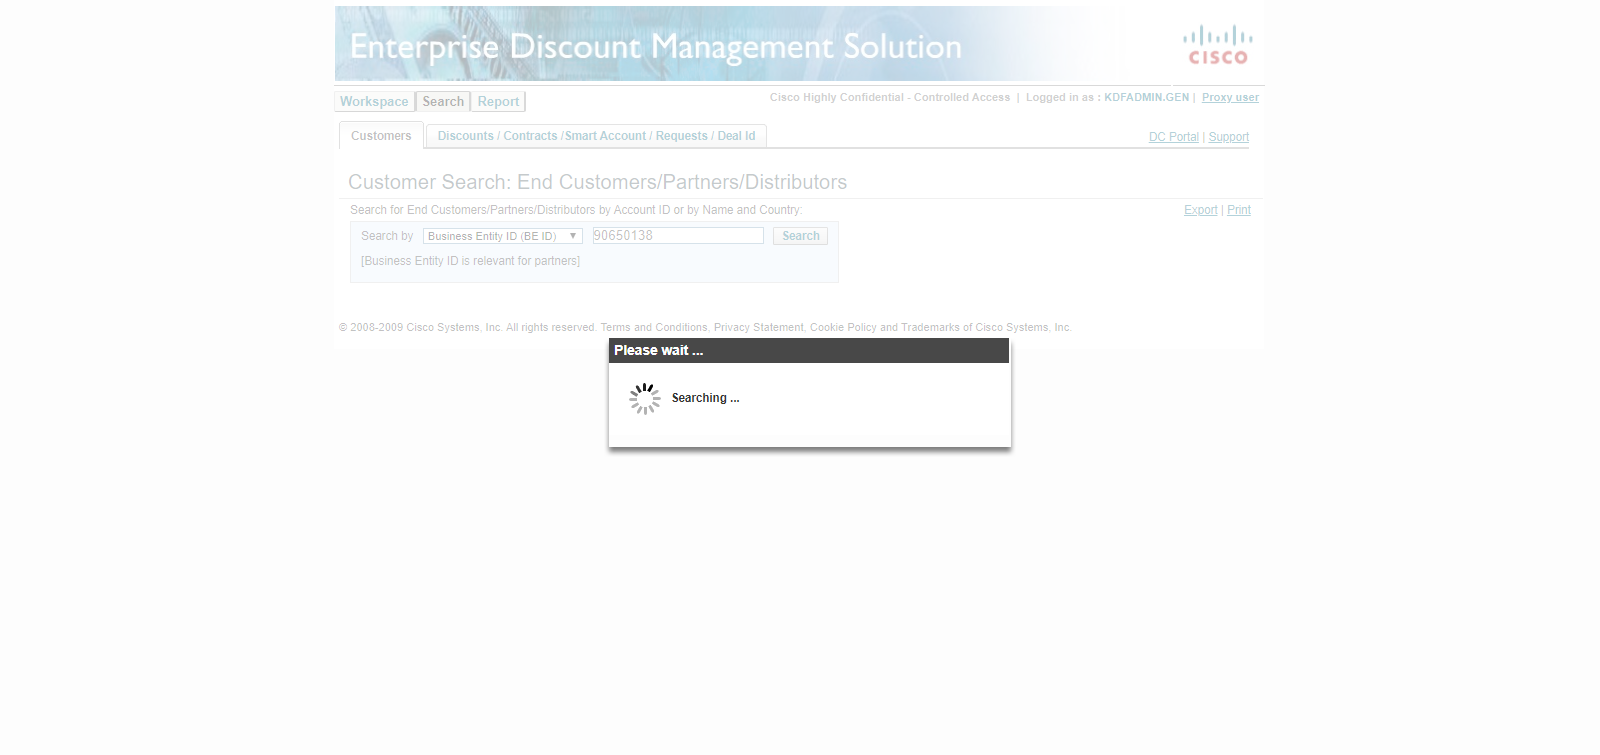 Enterprise Discount Management Solution
CISCO
Workspace Search Report
Cisco Highly Confidential - Controlled Access | Logged in as : KDFADMIN.GEN | Proxy user
Customers Discounts / Contracts /Smart Account / Requests / Deal Id
DC Portal | Support
Customer Search: End Customers/Partners/Distributors
Search for End Customers/Partners/Distributors by Account ID or by Name and Country:
Export | Print
Search by Business Entity ID (BE ID) 90650138 Search
[Business Entity ID is relevant for partners]
© 2008-2009 Cisco Systems, Inc. All rights reserved. Terms and Conditions, Privacy Statement, Cookie Policy and Trademarks of Cisco Systems, Inc.
Please wait ...
Searching ...